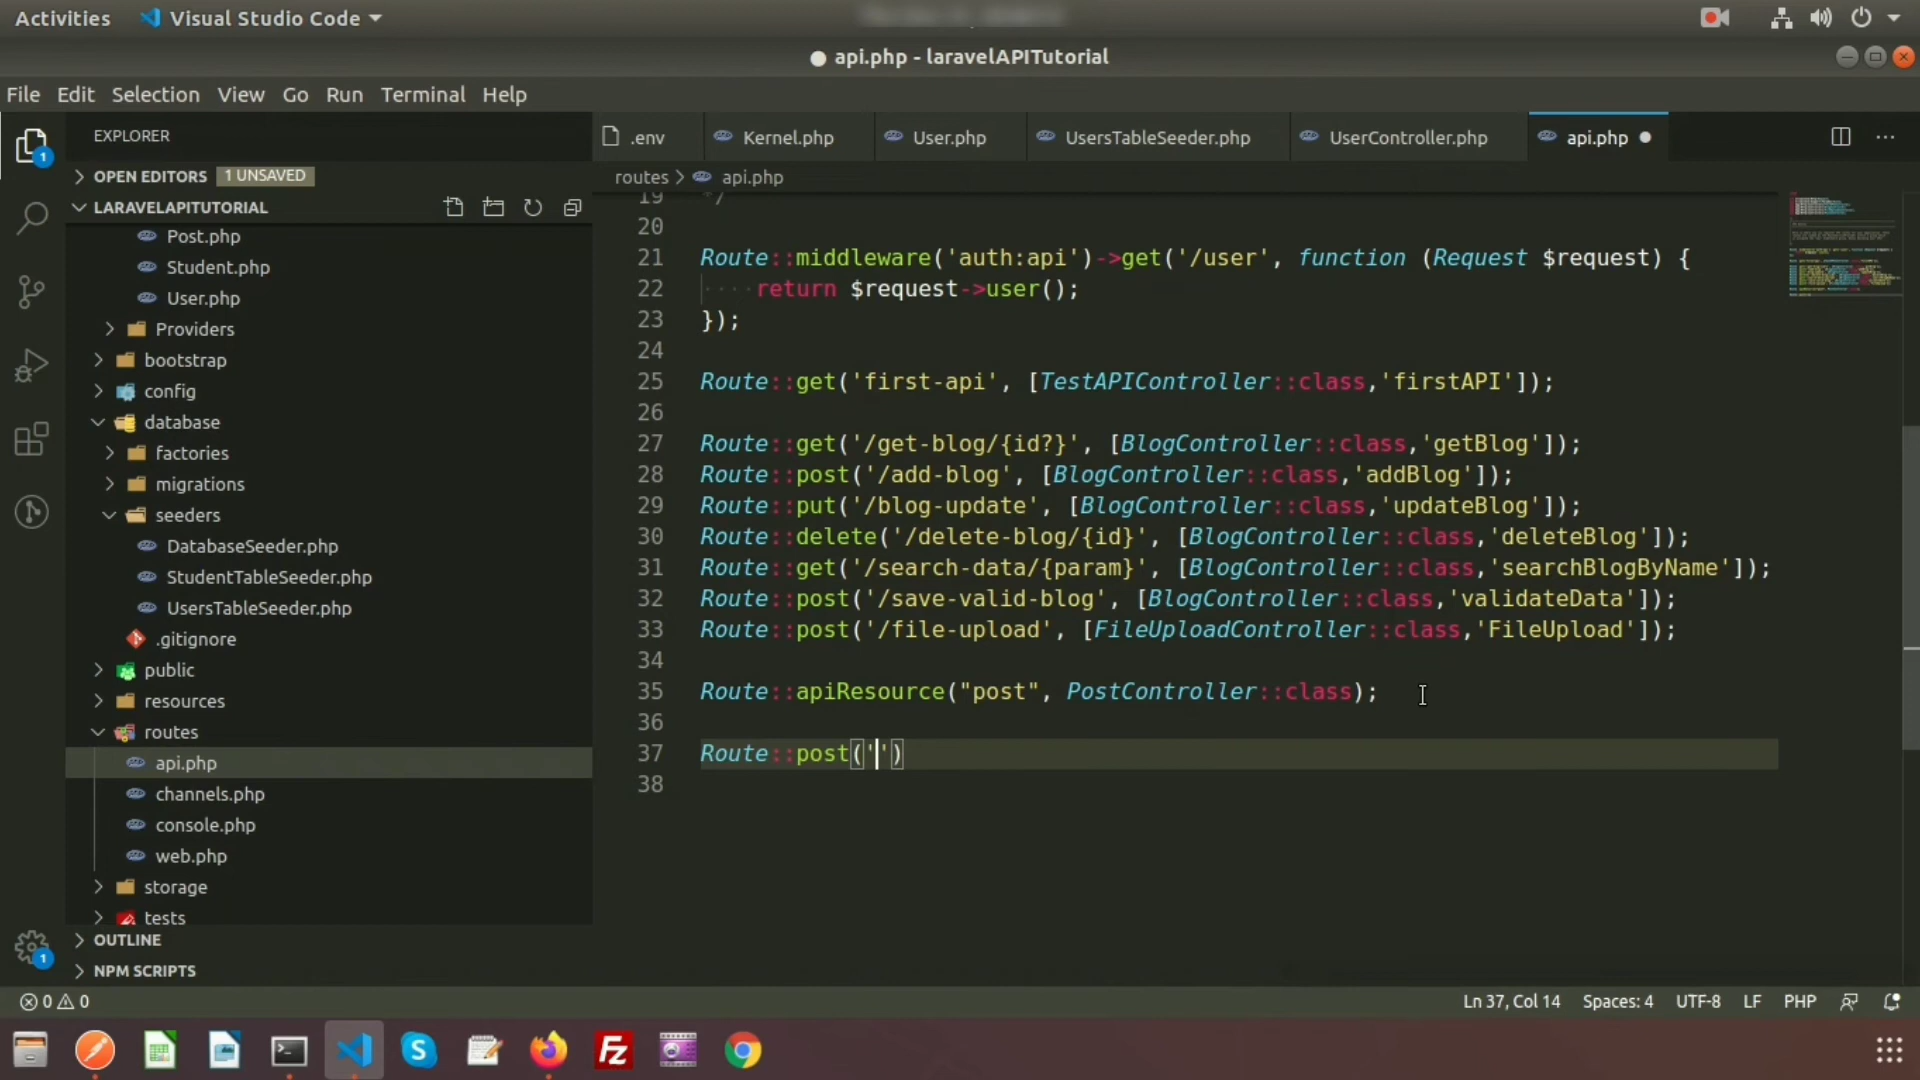 Activities Visual Studio Code
api.php - laravelAPITutorial
File Edit Selection View Go Run Terminal Help
EXPLORER
.env Kernel.php User.php UsersTableSeeder.php UserController.php api.php
OPEN EDITORS 1 UNSAVED
routes > api.php
LARAVELAPITUTORIAL
Post.php
Student.php
User.php
Providers
bootstrap
config
database
factories
migrations
seeders
DatabaseSeeder.php
StudentTableSeeder.php
UsersTableSeeder.php
.gitignore
public
resources
routes
api.php
channels.php
console.php
web.php
storage
tests
OUTLINE
NPM SCRIPTS
19 */
20
21 Route::middleware('auth:api')->get('/user', function (Request $request) {
22 ····return $request->user();
23 });
24
25 Route::get('first-api', [TestAPIController::class,'firstAPI']);
26
27 Route::get('/get-blog/{id?}', [BlogController::class,'getBlog']);
28 Route::post('/add-blog', [BlogController::class,'addBlog']);
29 Route::put('/blog-update', [BlogController::class,'updateBlog']);
30 Route::delete('/delete-blog/{id}', [BlogController::class,'deleteBlog']);
31 Route::get('/search-data/{param}', [BlogController::class,'searchBlogByName']);
32 Route::post('/save-valid-blog', [BlogController::class,'validateData']);
33 Route::post('/file-upload', [FileUploadController::class,'FileUpload']);
34
35 Route::apiResource("post", PostController::class);
36
37 Route::post('')
38
0 0 Ln 37, Col 14 Spaces: 4 UTF-8 LF PHP